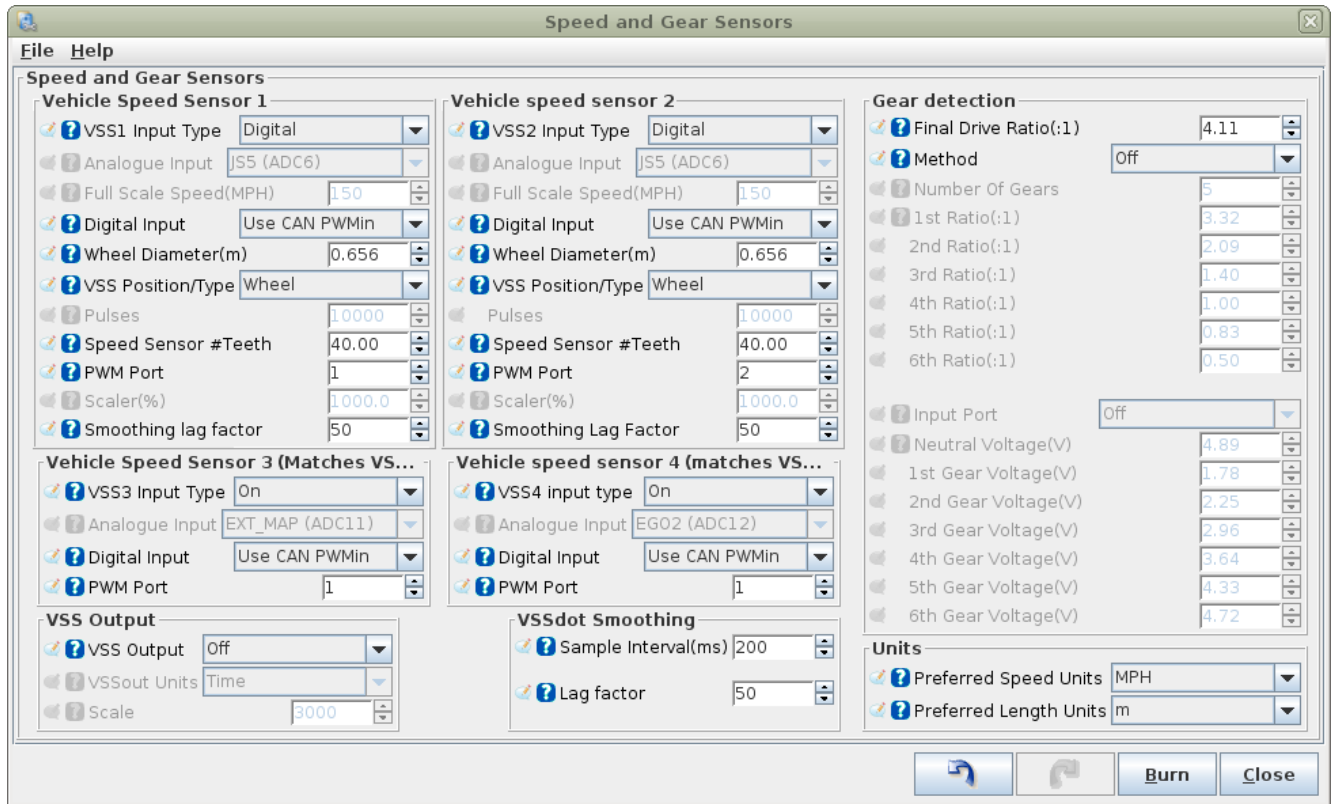 Speed and Gear Sensors
File Help
Speed and Gear Sensors
Vehicle Speed Sensor 1
VSS1 Input Type Digital
Analogue Input JS5 (ADC6)
Full Scale Speed(MPH) 150
Digital Input Use CAN PWMin
Wheel Diameter(m) 0.656
VSS Position/Type Wheel
Pulses 10000
Speed Sensor #Teeth 40.00
PWM Port 1
Scaler(%) 1000.0
Smoothing lag factor 50
Vehicle speed sensor 2
VSS2 Input Type Digital
Analogue Input JS5 (ADC6)
Full Scale Speed(MPH) 150
Digital Input Use CAN PWMin
Wheel Diameter(m) 0.656
VSS Position/Type Wheel
Pulses 10000
Speed Sensor #Teeth 40.00
PWM Port 2
Scaler(%) 1000.0
Smoothing Lag Factor 50
Vehicle Speed Sensor 3 (Matches VS...
VSS3 Input Type On
Analogue Input EXT_MAP (ADC11)
Digital Input Use CAN PWMin
PWM Port 1
Vehicle speed sensor 4 (matches VS...
VSS4 input type On
Analogue Input EGO2 (ADC12)
Digital Input Use CAN PWMin
PWM Port 1
VSS Output
VSS Output Off
VSSout Units Time
Scale 3000
VSSdot Smoothing
Sample Interval(ms) 200
Lag factor 50
Gear detection
Final Drive Ratio(:1) 4.11
Method Off
Number Of Gears 5
1st Ratio(:1) 3.32
2nd Ratio(:1) 2.09
3rd Ratio(:1) 1.40
4th Ratio(:1) 1.00
5th Ratio(:1) 0.83
6th Ratio(:1) 0.50
Input Port Off
Neutral Voltage(V) 4.89
1st Gear Voltage(V) 1.78
2nd Gear Voltage(V) 2.25
3rd Gear Voltage(V) 2.96
4th Gear Voltage(V) 3.64
5th Gear Voltage(V) 4.33
6th Gear Voltage(V) 4.72
Units
Preferred Speed Units MPH
Preferred Length Units m
Burn Close